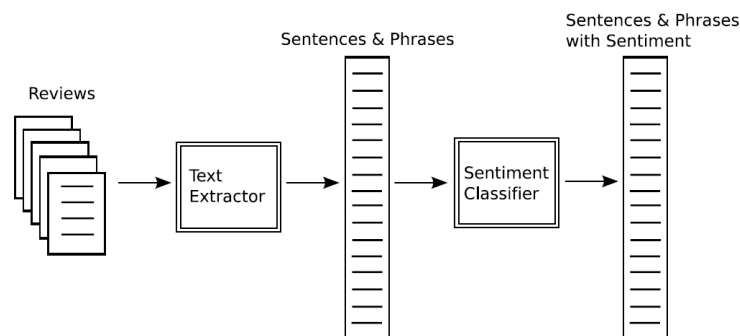 Reviews
Text
Extractor
Sentences & Phrases
Sentiment
Classifier
Sentences & Phrases
with Sentiment